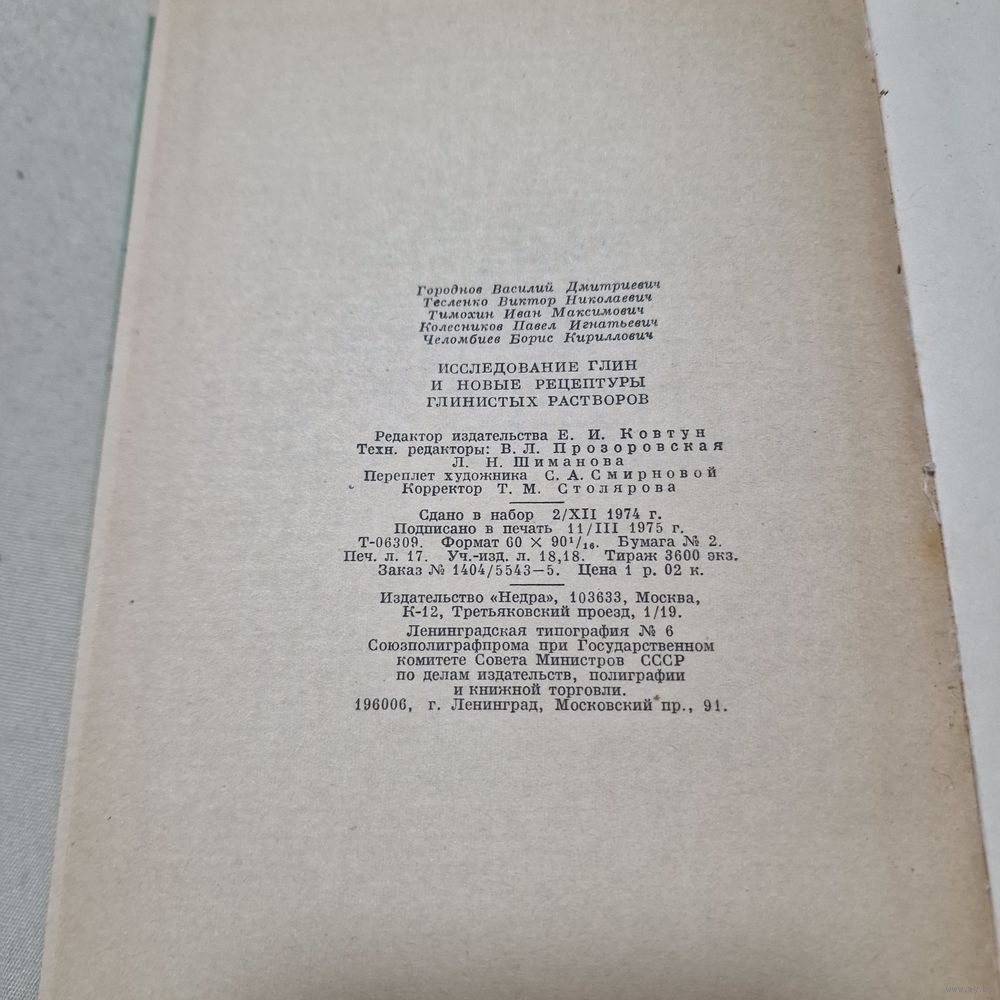 Городнов Василий Дмитриевич
Тесленко Виктор Николаевич
Тимохин Иван Максимович
Колесников Павел Игнатьевич
Челомбиев Борис Кириллович
ИССЛЕДОВАНИЕ ГЛИН
И НОВЫЕ РЕЦЕПТУРЫ
ГЛИНИСТЫХ РАСТВОРОВ
Редактор издательства Е. И. Ковтун
Техн. редакторы: В. Л. Прозоровская
Л. Н. Шиманова
Переплет художника С. А. Смирновой
Корректор Т. М. Столярова
Сдано в набор 2/XII 1974 г.
Подписано в печать 11/III 1975 г.
Т-06309. Формат 60 × 90¹/₁₆. Бумага № 2.
Печ. л. 17. Уч.-изд. л. 18,18. Тираж 3600 экз.
Заказ № 1404/5543—5. Цена 1 р. 02 к.
Издательство «Недра», 103633, Москва,
К-12, Третьяковский проезд, 1/19.
Ленинградская типография № 6
Союзполиграфпрома при Государственном
комитете Совета Министров СССР
по делам издательств, полиграфии
и книжной торговли.
196006, г. Ленинград, Московский пр., 91.